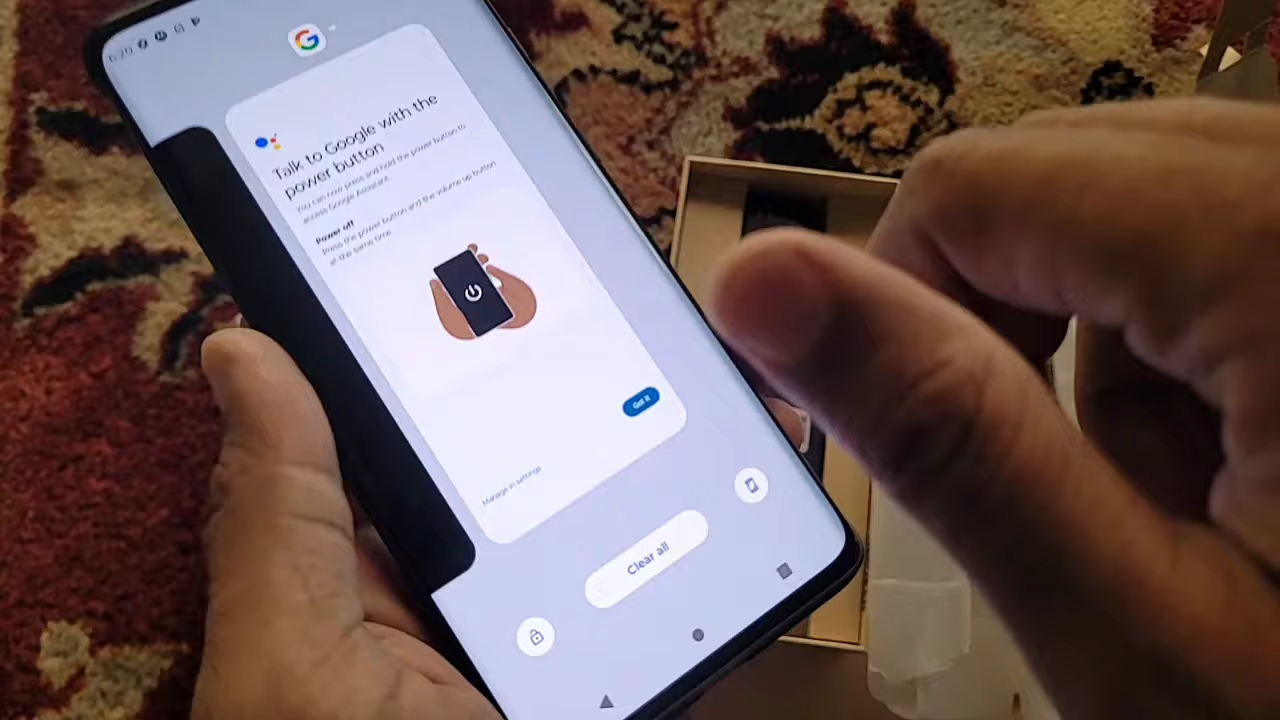 6:20
G
Talk to Google with the
power button
You can now press and hold the power button to
access Google Assistant.
Power off
Press the power button and the volume up button
at the same time
Got it
Manage in settings
Clear all